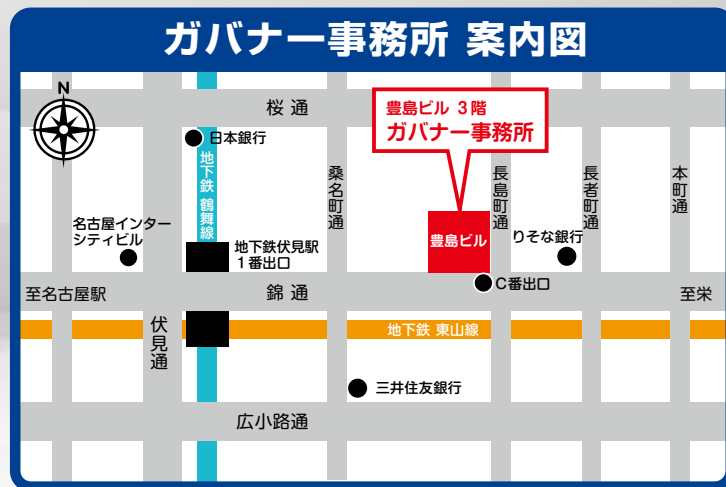 ガバナー事務所 案内図
N
桜 通
豊島ビル 3階
ガバナー事務所
日本銀行
地下鉄 鶴舞線
桑名町通
長島町通
長者町通
本町通
名古屋インター
シティビル
地下鉄伏見駅
1番出口
豊島ビル
りそな銀行
C番出口
至名古屋駅
錦 通
至栄
伏見通
地下鉄 東山線
三井住友銀行
広小路通